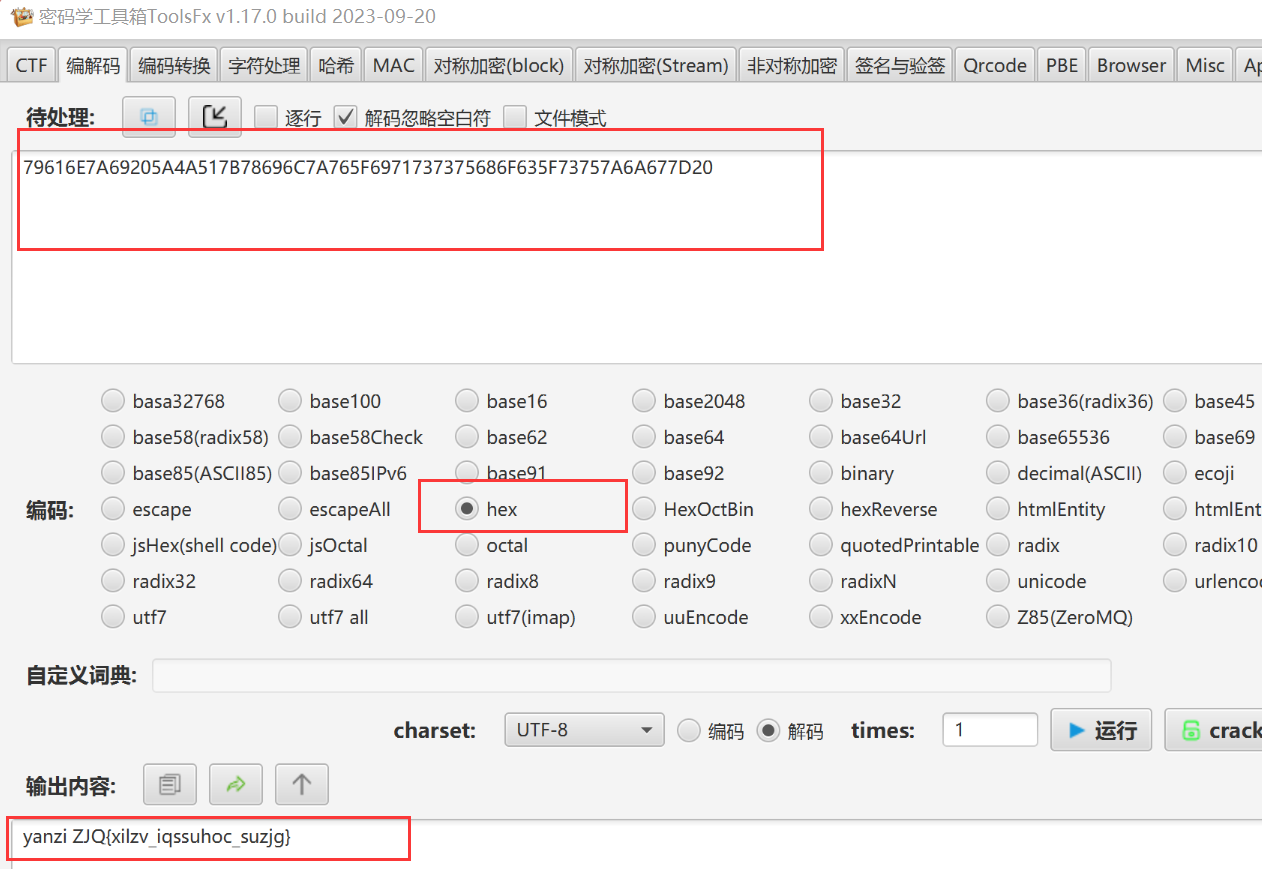 密码学工具箱ToolsFx v1.17.0 build 2023-09-20
CTF 编解码 编码转换 字符处理 哈希 MAC 对称加密(block) 对称加密(Stream) 非对称加密 签名与验签 Qrcode PBE Browser Misc Ap
待处理: 逐行 解码忽略空白符 文件模式
79616E7A69205A4A517B78696C7A765F6971737375686F635F73757A6A677D20
basa32768 base100 base16 base2048 base32 base36(radix36) base45
base58(radix58) base58Check base62 base64 base64Url base65536 base69
base85(ASCII85) base85IPv6 base91 base92 binary decimal(ASCII) ecoji
编码: escape escapeAll hex HexOctBin hexReverse htmlEntity htmlEnt
jsHex(shell code) jsOctal octal punyCode quotedPrintable radix radix10
radix32 radix64 radix8 radix9 radixN unicode urlenco
utf7 utf7 all utf7(imap) uuEncode xxEncode Z85(ZeroMQ)
自定义词典:
charset: UTF-8 编码 解码 times: 1 运行 crack
输出内容:
yanzi ZJQ{xilzv_iqssuhoc_suzjg}